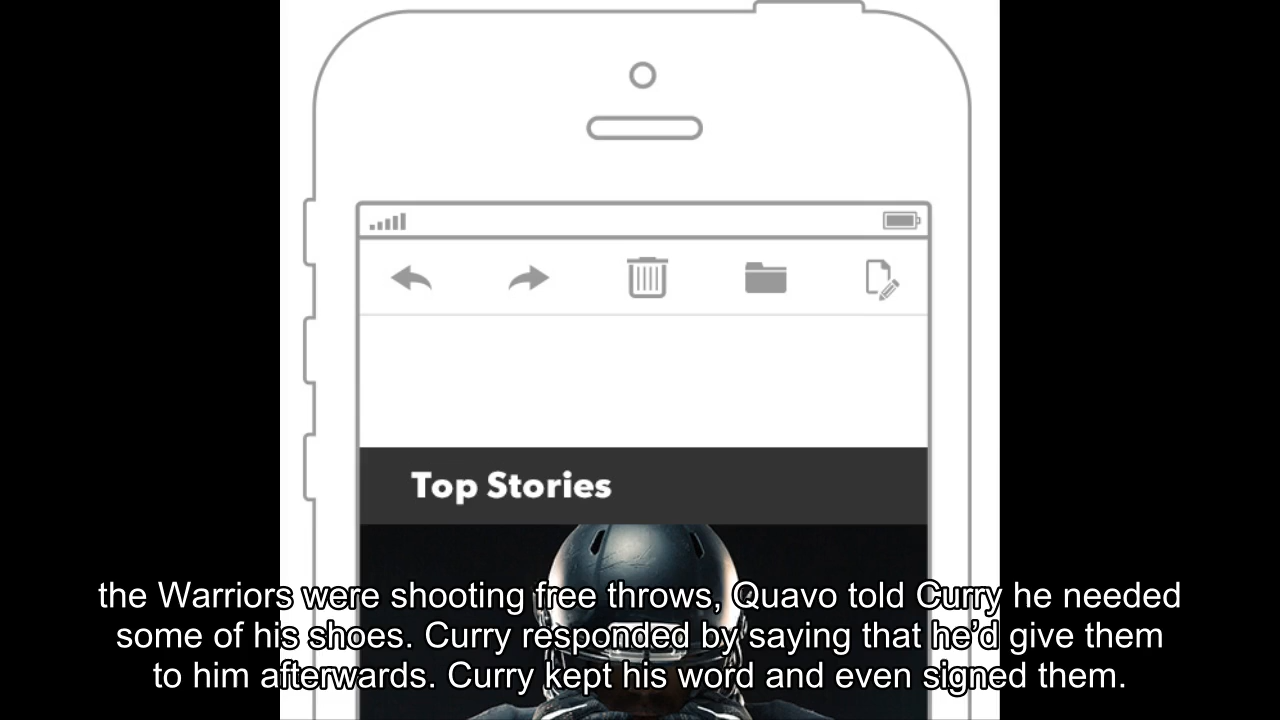 Top Stories
the Warriors were shooting free throws, Quavo told Curry he needed
some of his shoes. Curry responded by saying that he’d give them
to him afterwards. Curry kept his word and even signed them.